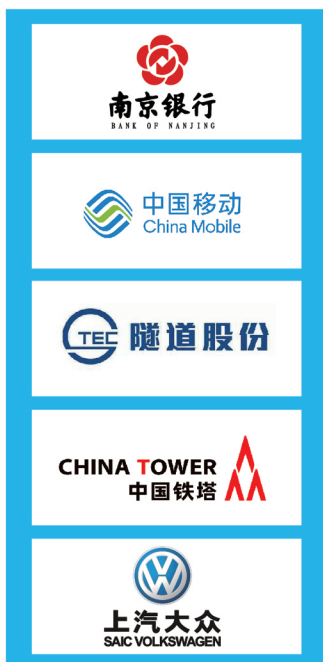 南京银行
BANK OF NANJING
中国移动
China Mobile
STEC 隧道股份
CHINA TOWER
中国铁塔
上汽大众
SAIC VOLKSWAGEN